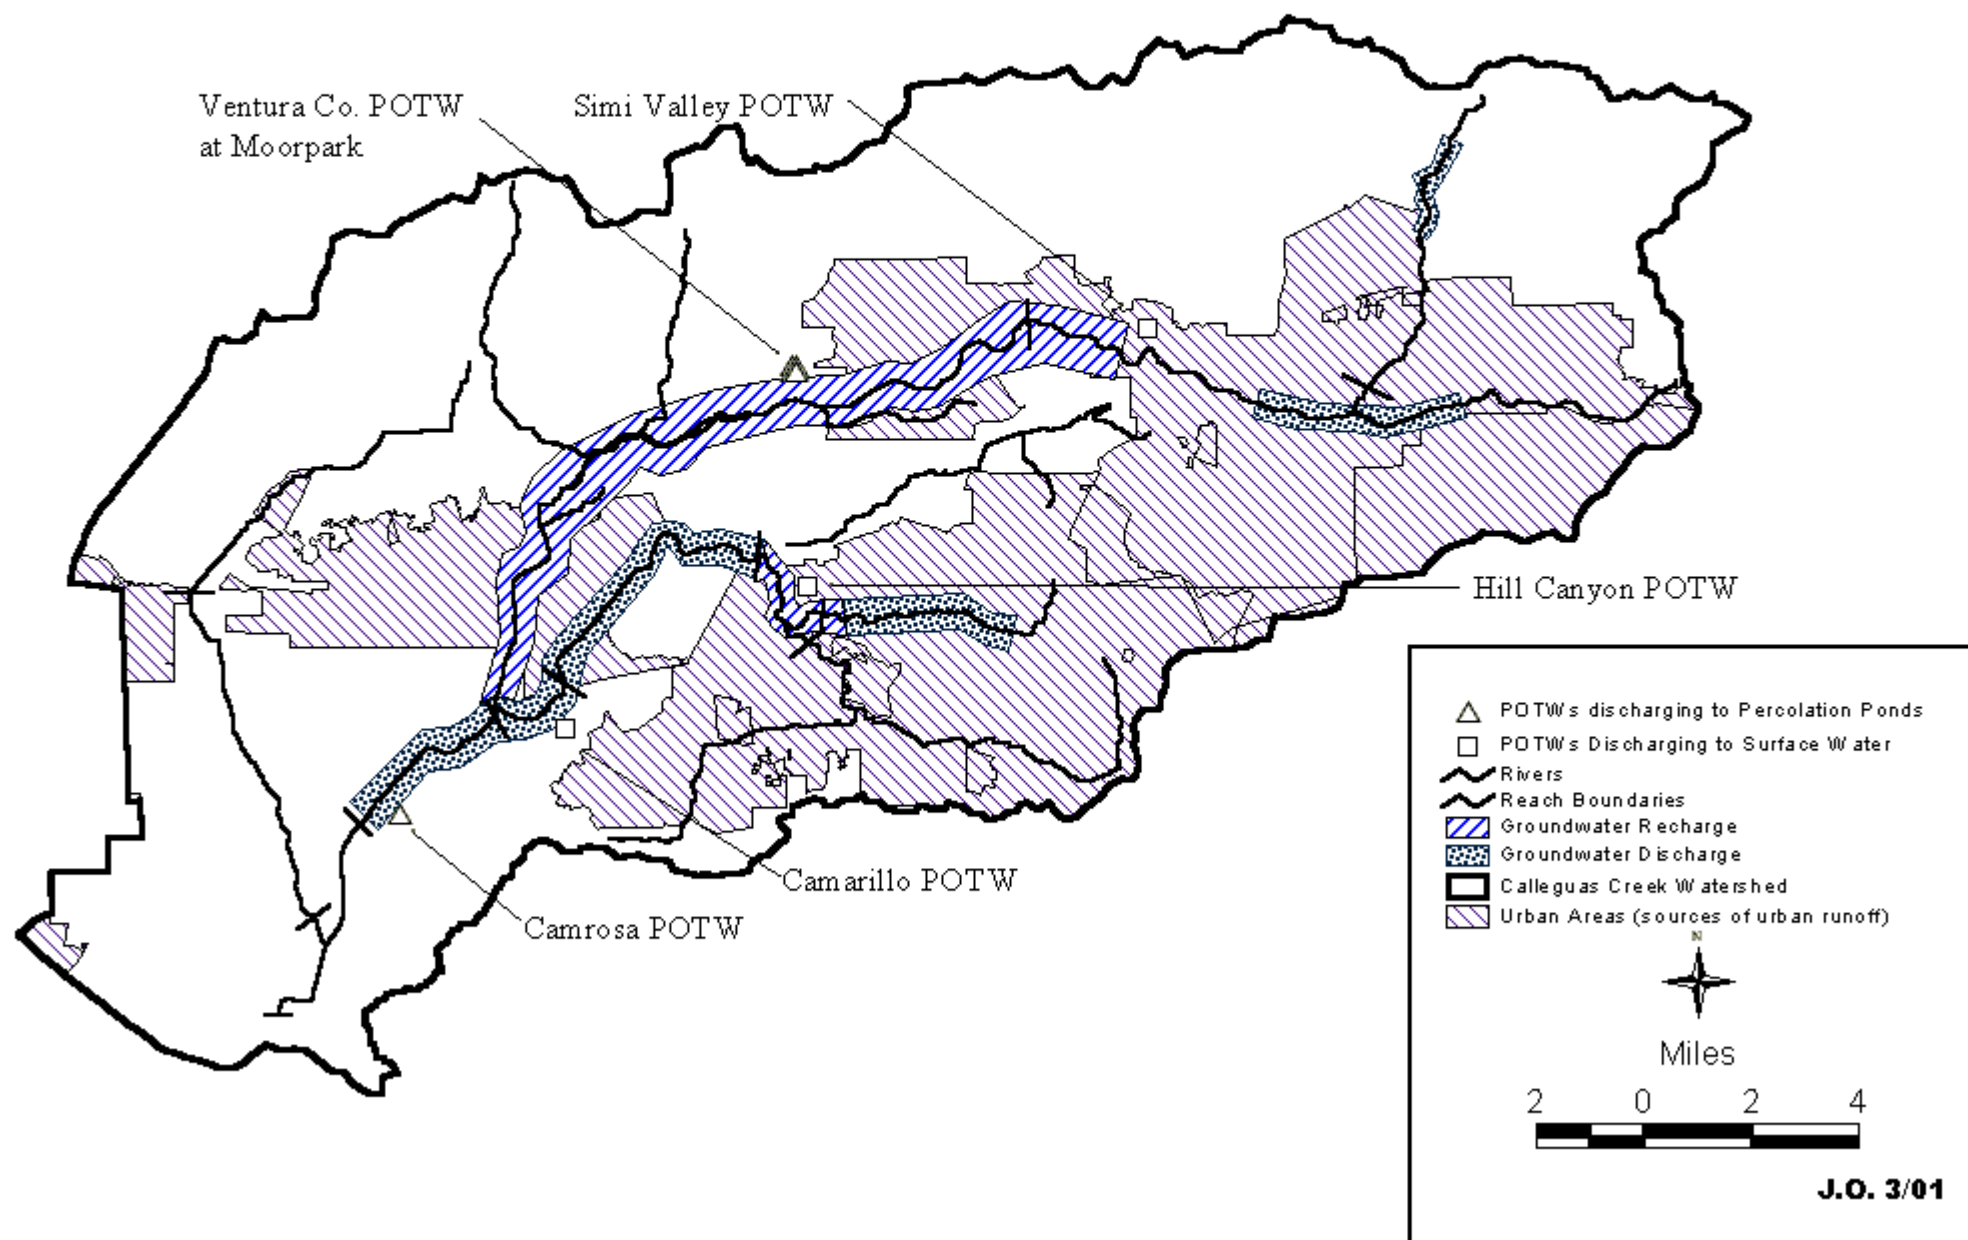 Ventura Co. POTW
at Moorpark
Simi Valley POTW
Hill Canyon POTW
Camarillo POTW
Camrosa POTW
POTWs discharging to Percolation Ponds
POTWs Discharging to Surface Water
Rivers
Reach Boundaries
Groundwater Recharge
Groundwater Discharge
Calleguas Creek Watershed
Urban Areas (sources of urban runoff)
N
Miles
2 0 2 4
J.O. 3/01